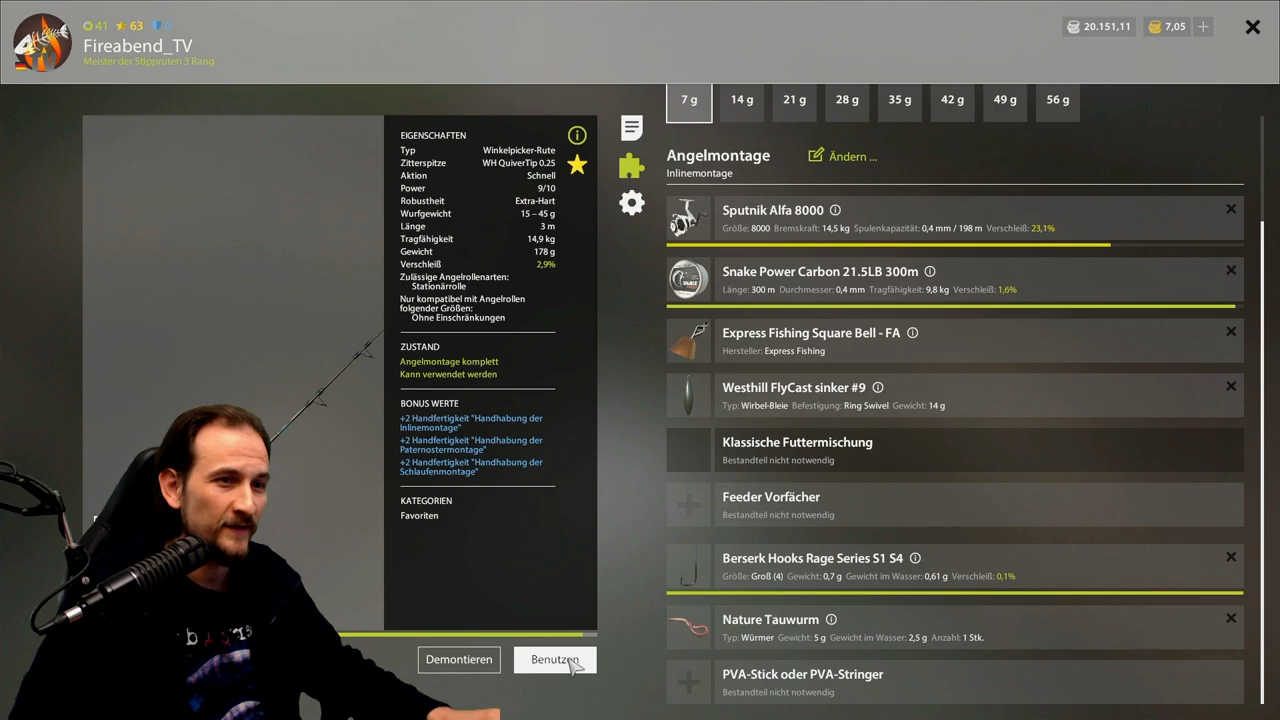 41 63 0
Fireabend_TV
Meister der Stippruten 3 Rang
20.151,11 7,05 +
7 g 14 g 21 g 28 g 35 g 42 g 49 g 56 g
EIGENSCHAFTEN
Typ Winkelpicker-Rute
Zitterspitze WH QuiverTip 0.25
Aktion Schnell
Power 9/10
Robustheit Extra-Hart
Wurfgewicht 15 – 45 g
Länge 3 m
Tragfähigkeit 14,9 kg
Gewicht 178 g
Verschleiß 2,9%
Zulässige Angelrollenarten:
Stationärrolle
Nur kompatibel mit Angelrollen
folgender Größen:
Ohne Einschränkungen
ZUSTAND
Angelmontage komplett
Kann verwendet werden
BONUS WERTE
+2 Handfertigkeit "Handhabung der
Inlinemontage"
+2 Handfertigkeit "Handhabung der
Paternostermontage"
+2 Handfertigkeit "Handhabung der
Schlaufenmontage"
KATEGORIEN
Favoriten
Demontieren Benutzen
Angelmontage Ändern ...
Inlinemontage
Sputnik Alfa 8000
Größe: 8000 Bremskraft: 14,5 kg Spulenkapazität: 0,4 mm / 198 m Verschleiß: 23,1%
Snake Power Carbon 21.5LB 300m
Länge: 300 m Durchmesser: 0,4 mm Tragfähigkeit: 9,8 kg Verschleiß: 1,6%
Express Fishing Square Bell - FA
Hersteller: Express Fishing
Westhill FlyCast sinker #9
Typ: Wirbel-Bleie Befestigung: Ring Swivel Gewicht: 14 g
Klassische Futtermischung
Bestandteil nicht notwendig
Feeder Vorfächer
Bestandteil nicht notwendig
Berserk Hooks Rage Series S1 S4
Größe: Groß (4) Gewicht: 0,7 g Gewicht im Wasser: 0,61 g Verschleiß: 0,1%
Nature Tauwurm
Typ: Würmer Gewicht: 5 g Gewicht im Wasser: 2,5 g Anzahl: 1 Stk.
PVA-Stick oder PVA-Stringer
Bestandteil nicht notwendig